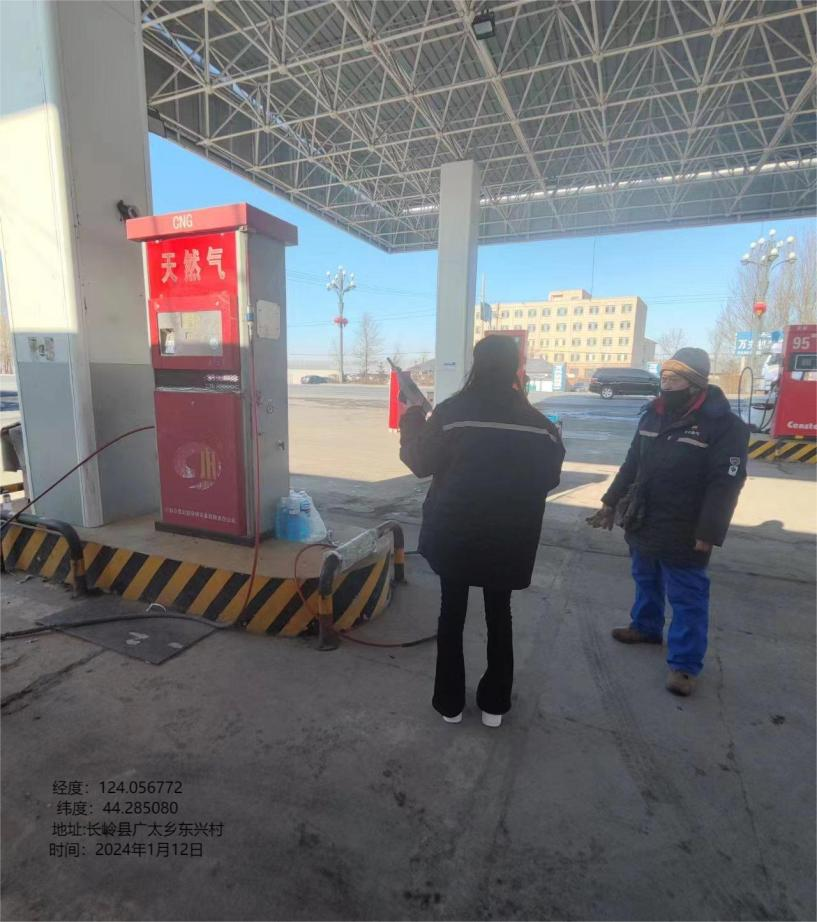 CNG
天然气
95
Censta
经度：124.056772
纬度：44.285080
地址:长岭县广太乡东兴村
时间：2024年1月12日